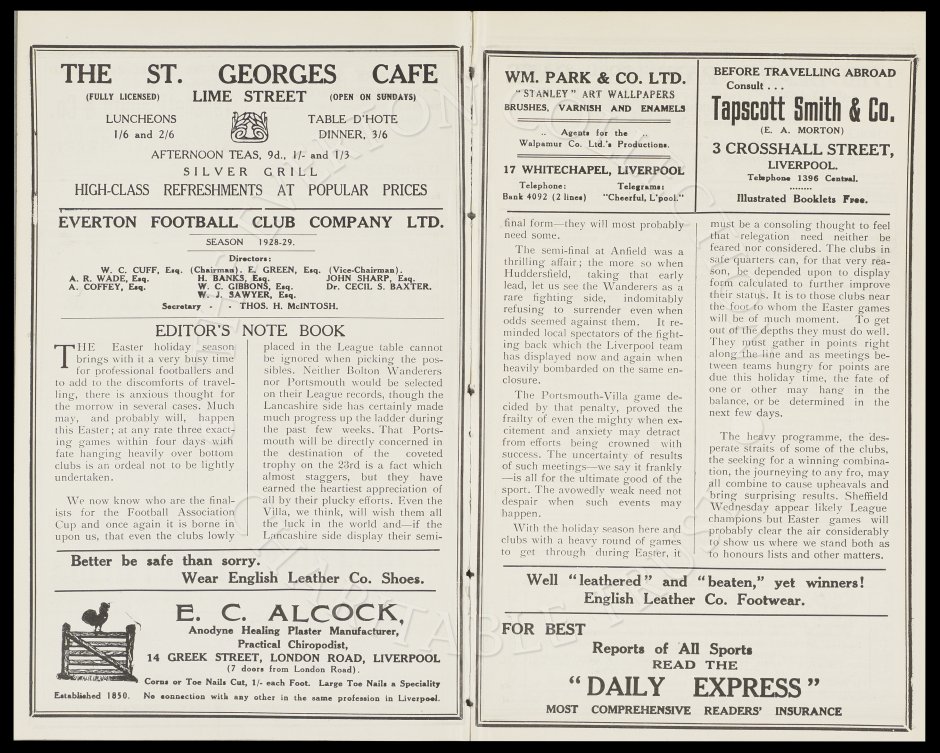 THE ST. GEORGES CAFE
(FULLY LICENSED) LIME STREET (OPEN ON SUNDAYS)
LUNCHEONS
1/6 and 2/6
TABLE D'HOTE
DINNER, 3/6
AFTERNOON TEAS, 9d., 1/- and 1/3
SILVER GRILL
HIGH-CLASS REFRESHMENTS AT POPULAR PRICES
EVERTON FOOTBALL CLUB COMPANY LTD.
SEASON 1928-29.
Directors:
W. C. CUFF, Esq. (Chairman). E. GREEN, Esq. (Vice-Chairman).
A. R. WADE, Esq. H. BANKS, Esq. JOHN SHARP, Esq.
A. COFFEY, Esq. W. C. GIBBONS, Esq. Dr. CECIL S. BAXTER.
W. J. SAWYER, Esq.
Secretary - - THOS. H. McINTOSH.
EDITOR'S NOTE BOOK
THE Easter holiday season
brings with it a very busy time
for professional footballers and
to add to the discomforts of travel-
ling, there is anxious thought for
the morrow in several cases. Much
may, and probably will, happen
this Easter; at any rate three exact-
ing games within four days with
fate hanging heavily over bottom
clubs is an ordeal not to be lightly
undertaken.
We now know who are the final-
ists for the Football Association
Cup and once again it is borne in
upon us, that even the clubs lowly
placed in the League table cannot
be ignored when picking the pos-
sibles. Neither Bolton Wanderers
nor Portsmouth would be selected
on their League records, though the
Lancashire side has certainly made
much progress up the ladder during
the past few weeks. That Ports-
mouth will be directly concerned in
the destination of the coveted
trophy on the 23rd is a fact which
almost staggers, but they have
earned the heartiest appreciation of
all by their plucky efforts. Even the
Villa, we think, will wish them all
the luck in the world and—if the
Lancashire side display their semi-
Better be safe than sorry.
Wear English Leather Co. Shoes.
E. C. ALCOCK,
Anodyne Healing Plaster Manufacturer,
Practical Chiropodist,
14 GREEK STREET, LONDON ROAD, LIVERPOOL
(7 doors from London Road).
Corns or Toe Nails Cut, 1/- each Foot. Large Toe Nails a Speciality
Established 1850. No connection with any other in the same profession in Liverpool.
WM. PARK & CO. LTD.
"STANLEY" ART WALLPAPERS
BRUSHES, VARNISH AND ENAMELS
.. Agents for the ..
Walpamur Co. Ltd.'s Productions.
17 WHITECHAPEL, LIVERPOOL
Telephone: Telegrams:
Bank 4092 (2 lines) "Cheerful, L'pool."
BEFORE TRAVELLING ABROAD
Consult . . .
Tapscott Smith & Co.
(E. A. MORTON)
3 CROSSHALL STREET,
LIVERPOOL.
Telephone 1396 Central.
Illustrated Booklets Free.
final form—they will most probably
need some.
The semi-final at Anfield was a
thrilling affair; the more so when
Huddersfield, taking that early
lead, let us see the Wanderers as a
rare fighting side, indomitably
refusing to surrender even when
odds seemed against them. It re-
minded local spectators of the fight-
ing back which the Liverpool team
has displayed now and again when
heavily bombarded on the same en-
closure.
The Portsmouth-Villa game de-
cided by that penalty, proved the
frailty of even the mighty when ex-
citement and anxiety may detract
from efforts being crowned with
success. The uncertainty of results
of such meetings—we say it frankly
—is all for the ultimate good of the
sport. The avowedly weak need not
despair when such events may
happen.
With the holiday season here and
clubs with a heavy round of games
to get through during Easter, it
must be a consoling thought to feel
that relegation need neither be
feared nor considered. The clubs in
safe quarters can, for that very rea-
son, be depended upon to display
form calculated to further improve
their status. It is to those clubs near
the foot to whom the Easter games
will be of much moment. To get
out of the depths they must do well.
They must gather in points right
along the line and as meetings be-
tween teams hungry for points are
due this holiday time, the fate of
one or other may hang in the
balance, or be determined in the
next few days.
The heavy programme, the des-
perate straits of some of the clubs,
the seeking for a winning combina-
tion, the journeying to any fro, may
all combine to cause upheavals and
bring surprising results. Sheffield
Wednesday appear likely League
champions but Easter games will
probably clear the air considerably
to show us where we stand both as
to honours lists and other matters.
Well "leathered" and "beaten," yet winners!
English Leather Co. Footwear.
FOR BEST
Reports of All Sports
READ THE
"DAILY EXPRESS"
MOST COMPREHENSIVE READERS' INSURANCE